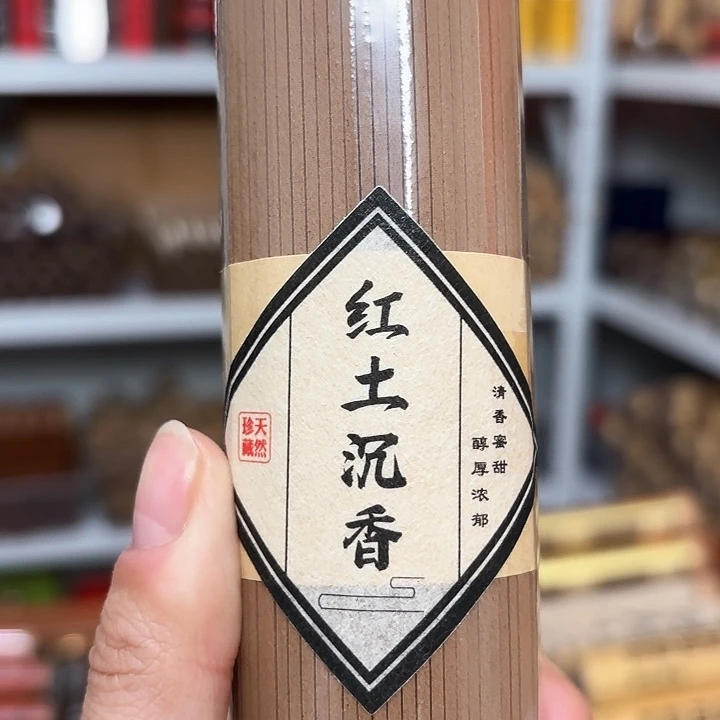 红土沉香
清香蜜甜
醇厚浓郁
天然
珍藏